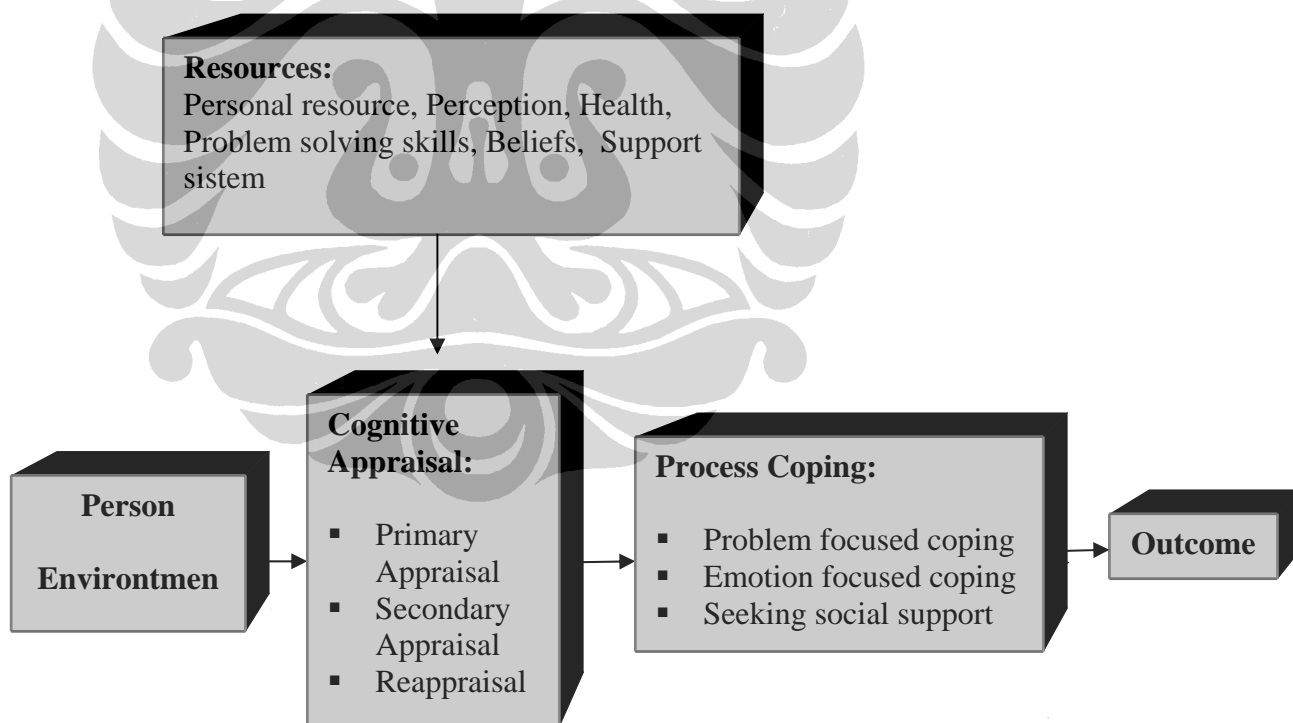 Resources:
Personal resource, Perception, Health,
Problem solving skills, Beliefs, Support
sistem
Person
Environtmen
Cognitive
Appraisal:
▪ Primary
Appraisal
▪ Secondary
Appraisal
▪ Reappraisal
Process Coping:
▪ Problem focused coping
▪ Emotion focused coping
▪ Seeking social support
Outcome